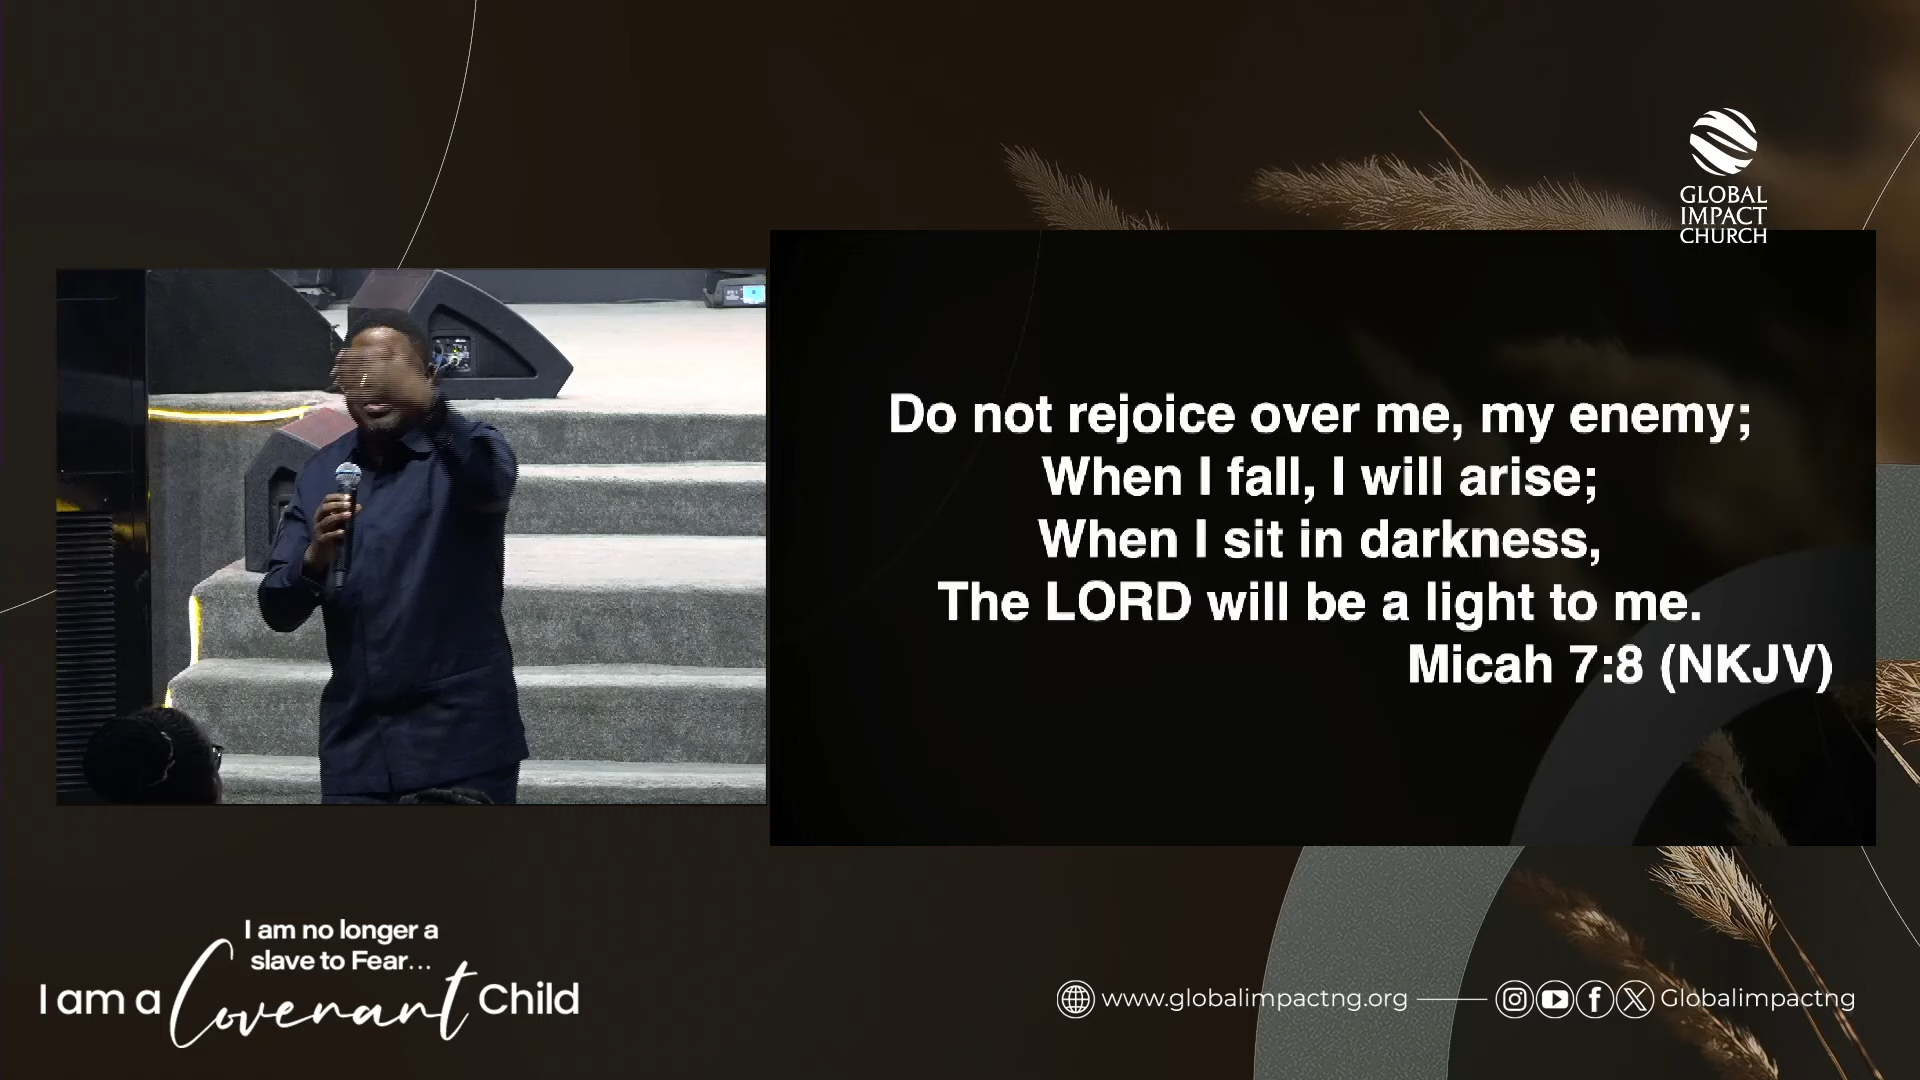 GLOBAL
IMPACT
CHURCH
Do not rejoice over me, my enemy;
When I fall, I will arise;
When I sit in darkness,
The LORD will be a light to me.
Micah 7:8 (NKJV)
I am no longer a
slave to Fear...
I am a Covenant Child
www.globalimpactng.org
Globalimpactng